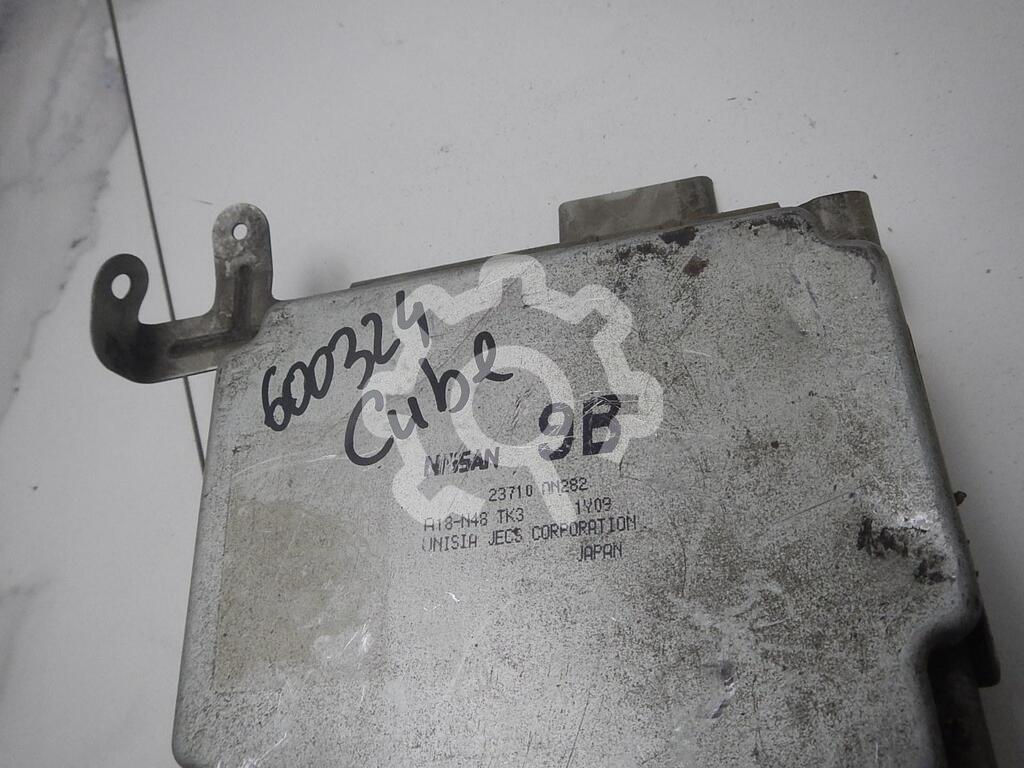 600324
Cube
NISSAN 9B
23710 AN282
A18-N48 TK3 1Y09
UNISIA JECS CORPORATION
JAPAN